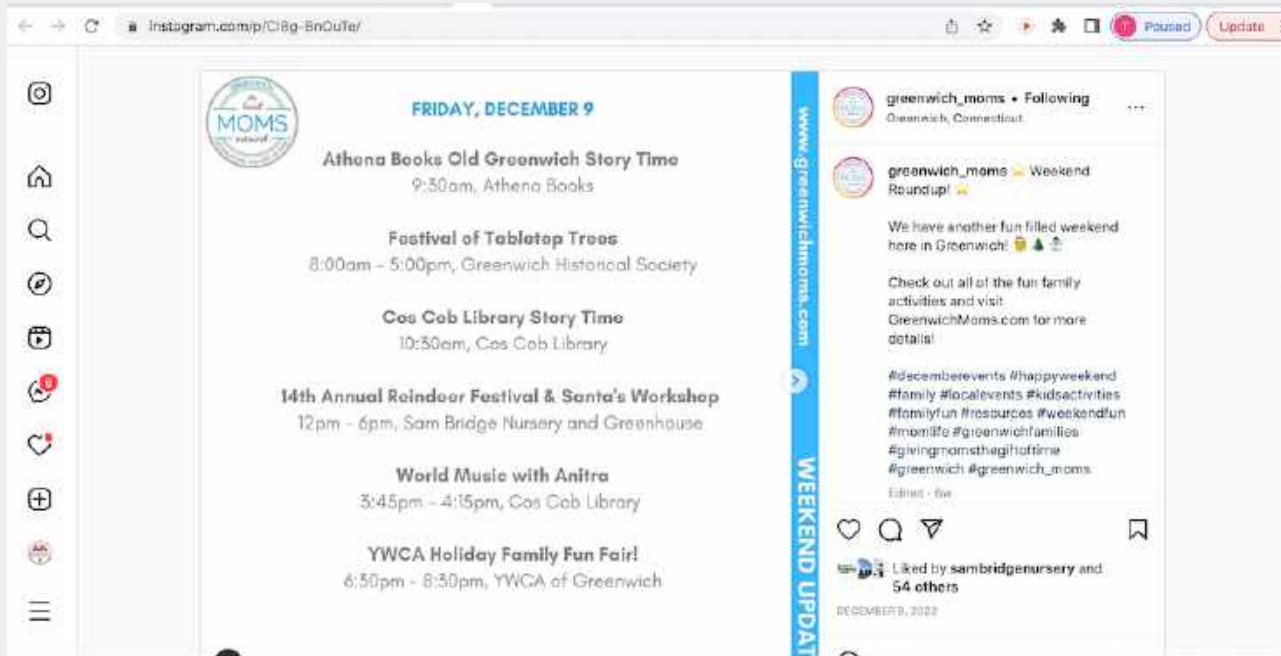 instagram.com/p/Cl8g-BnOuTe/
Paused
Update
MOMS
network
FRIDAY, DECEMBER 9
Athena Books Old Greenwich Story Time
9:30am, Athena Books
Festival of Tabletop Trees
8:00am - 5:00pm, Greenwich Historical Society
Cos Cob Library Story Time
10:30am, Cos Cob Library
14th Annual Reindeer Festival & Santa's Workshop
12pm - 6pm, Sam Bridge Nursery and Greenhouse
World Music with Anitra
3:45pm - 4:15pm, Cos Cob Library
YWCA Holiday Family Fun Fair!
6:30pm - 8:30pm, YWCA of Greenwich
www.greenwichmoms.com
WEEKEND UPDAT
greenwich_moms • Following
Greenwich, Connecticut
greenwich_moms Weekend
Roundup!
We have another fun filled weekend
here in Greenwich!
Check out all of the fun family
activities and visit
GreenwichMoms.com for more
details!
#decemberevents #happyweekend
#family #localevents #kidsactivities
#familyfun #resources #weekendfun
#momlife #greenwichfamilies
#givingmomsthegiftoftime
#greenwich #greenwich_moms
Edited · 6w
Liked by sambridgenursery and
54 others
DECEMBER 9, 2022